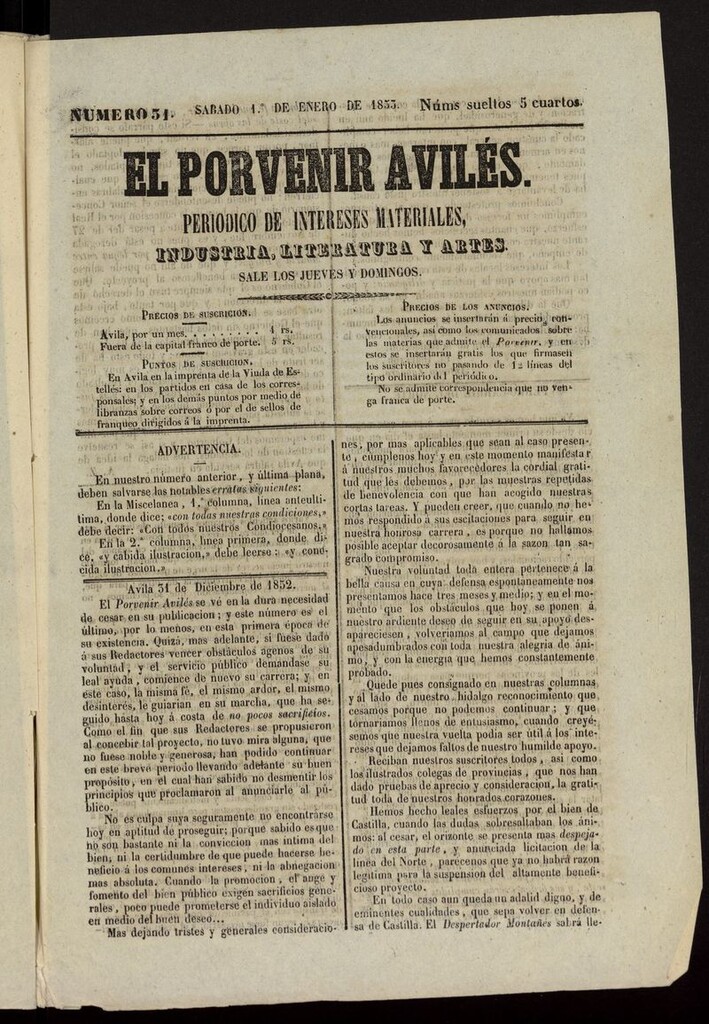 NUMERO 31. SABADO 1.º DE ENERO DE 1853. Núms sueltos 5 cuartos.
EL PORVENIR AVILÉS.
PERIODICO DE INTERESES MATERIALES,
INDUSTRIA, LITERATURA Y ARTES.
SALE LOS JUEVES Y DOMINGOS.
PRECIOS DE SUSCRICION.
Avila, por un mes. . . . . . . . . 4 rs.
Fuera de la capital franco de porte. 5 rs.
PUNTOS DE SUSCRICION.
En Avila en la imprenta de la Viuda de Es-
tellés: en los partidos en casa de los corres-
ponsales; y en los demás puntos por medio de
libranzas sobre correos ó por el de sellos de
franqueo dirigidos á la imprenta.
PRECIOS DE LOS ANUNCIOS.
Los anuncios se insertarán á precio con-
vencionales, así como los comunicados sobre
las materias que admite el Porvenir, y en
estos se insertarán gratis los que firmasen
los suscritores no pasando de 12 líneas del
tipo ordinario del periódico.
No se admite correspondencia que no ven-
ga franca de porte.
ADVERTENCIA.
En nuestro número anterior, y última plana,
deben salvarse las notables erratas siguientes:
En la Miscelanea, 1.ª columna, línea anteúlti-
tima, donde dice; «con todas nuestras condiciones,»
debe decir: «Con todos nuestros Condiocesanos.»
En la 2.ª columna, línea primera, donde di-
ce, «y cabida ilustracion,» debe leerse: «y cono-
cida ilustracion.»
Avila 31 de Diciembre de 1852.
El Porvenir Avilés se vé en la dura necesidad
de cesar en su publicacion; y este número es el
último, por lo menos, en esta primera época de
su existencia. Quizá, mas adelante, si fuese dado
á sus Redactores vencer obstáculos agenos de su
voluntad, y el servicio público demandase su
leal ayuda, comience de nuevo su carrera; y en
este caso, la misma fé, el mismo ardor, el mismo
desinterés, le guiarian en su marcha, que ha se-
guido hasta hoy á costa de no pocos sacrificios.
Como el fin que sus Redactores se propusieron
al concebir tal proyecto, no tuvo mira alguna, que
no fuese noble y generosa, han podido continuar
en este breve período llevando adelante su buen
propósito, en el cual han sabido no desmentir los
principios que proclamaron al anunciarle al pú-
blico.
No es culpa suya seguramente no encontrarse
hoy en aptitud de proseguir; porque sabido es que
no son bastante ni la conviccion mas íntima del
bien, ni la certidumbre de que puede hacerse be-
neficio á los comunes intereses, ni la abnegacion
mas absoluta. Cuando la promocion, el auge y
fomento del bien público exigen sacrificios gene-
rales, poco puede prometerse el individuo aislado
en medio del buen deseo...
Mas dejando tristes y generales consideracio-
nes, por mas aplicables que sean al caso presen-
te, cúmplenos hoy y en este momento manifestar
á nuestros muchos favorecedores la cordial grati-
tud que les debemos, por las muestras repetidas
de benevolencia con que han acogido nuestras
cortas tareas. Y pueden creer, que cuando no he-
mos respondido á sus escitaciones para seguir en
nuestra honrosa carrera, es porque no hallamos
posible aceptar decorosamente á la sazon tan sa-
grado compromiso.
Nuestra voluntad toda entera pertenece á la
bella causa en cuya defensa espontaneamente nos
presentamos hace tres meses y medio; y en el mo-
mento que los obstáculos que hoy se ponen á
nuestro ardiente deseo de seguir en su apoyo des-
apareciesen, volveriamos al campo que dejamos
apesadumbrados con toda nuestra alegria de áni-
mo, y con la energia que hemos constantemente
probado.
Quede pues consignado en nuestras columnas
y al lado de nuestro hidalgo reconocimiento que
cesamos porque no podemos continuar; y que
tornariamos llenos de entusiasmo, cuando creyé-
semos que nuestra vuelta podia ser útil á los inte-
reses que dejamos faltos de nuestro humilde apoyo.
Reciban nuestros suscritores todos, asi como
los ilustrados colegas de provincias, que nos han
dado pruebas de aprecio y consideracion, la grati-
tud toda de nuestros honrados corazones.
Hemos hecho leales esfuerzos por el bien de
Castilla, cuando las dudas sobresaltaban los áni-
mos: al cesar, el orizonte se presenta mas despeja-
do en esta parte, y anunciada licitacion de la
línea del Norte, parécenos que ya no habrá razon
legítima para la suspension del altamente benefi-
cioso proyecto.
En todo caso aun queda un adalid digno, y de
eminentes cualidades, que sepa volver en defen-
sa de Castilla. El Despertador Montañes sabrá lle-